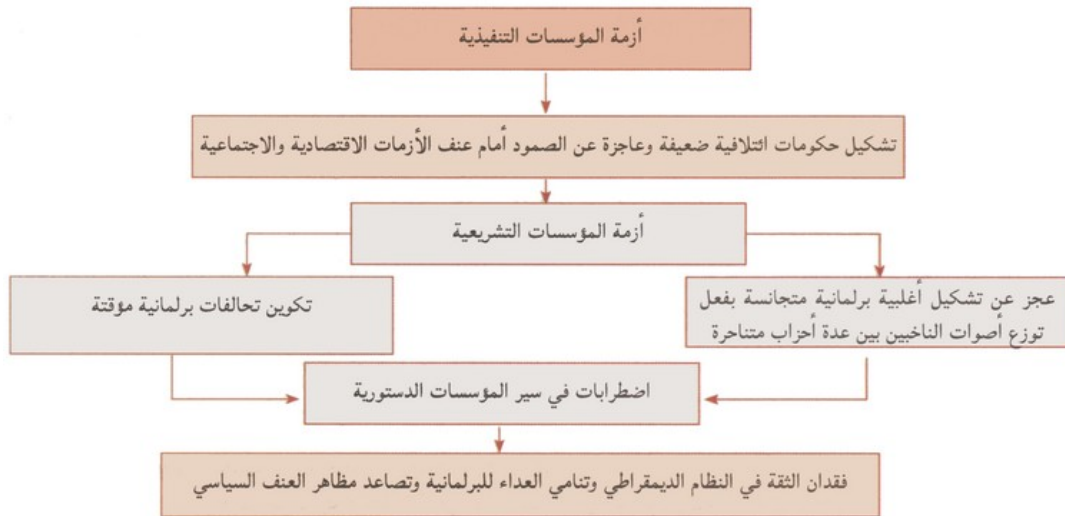 أزمة المؤسسات التنفيذية
تشكيل حكومات ائتلافية ضعيفة وعاجزة عن الصمود أمام عنف الأزمات الاقتصادية والاجتماعية
أزمة المؤسسات التشريعية
عجز عن تشكيل أغلبية برلمانية متجانسة بفعل
توزع أصوات الناخبين بين عدة أحزاب متناحرة
تكوين تحالفات برلمانية مؤقتة
اضطرابات في سير المؤسسات الدستورية
فقدان الثقة في النظام الديمقراطي وتنامي العداء للبرلمانية وتصاعد مظاهر العنف السياسي